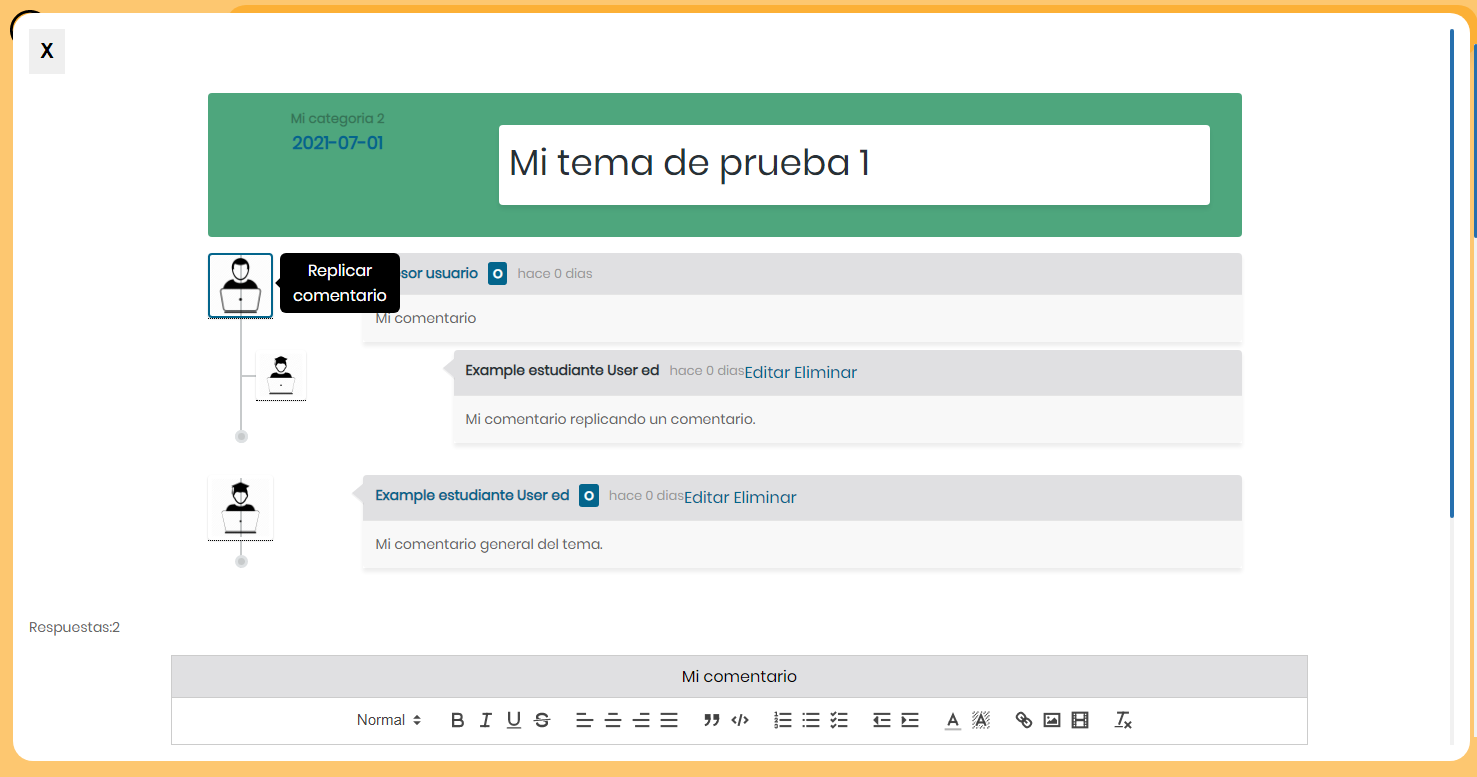 X
Mi categoria 2
2021-07-01
Mi tema de prueba 1
Replicar
comentario
sor usuario O hace 0 dias
Mi comentario
Example estudiante User ed hace 0 dias Editar Eliminar
Mi comentario replicando un comentario.
Example estudiante User ed O hace 0 dias Editar Eliminar
Mi comentario general del tema.
Respuestas:2
Mi comentario
Normal